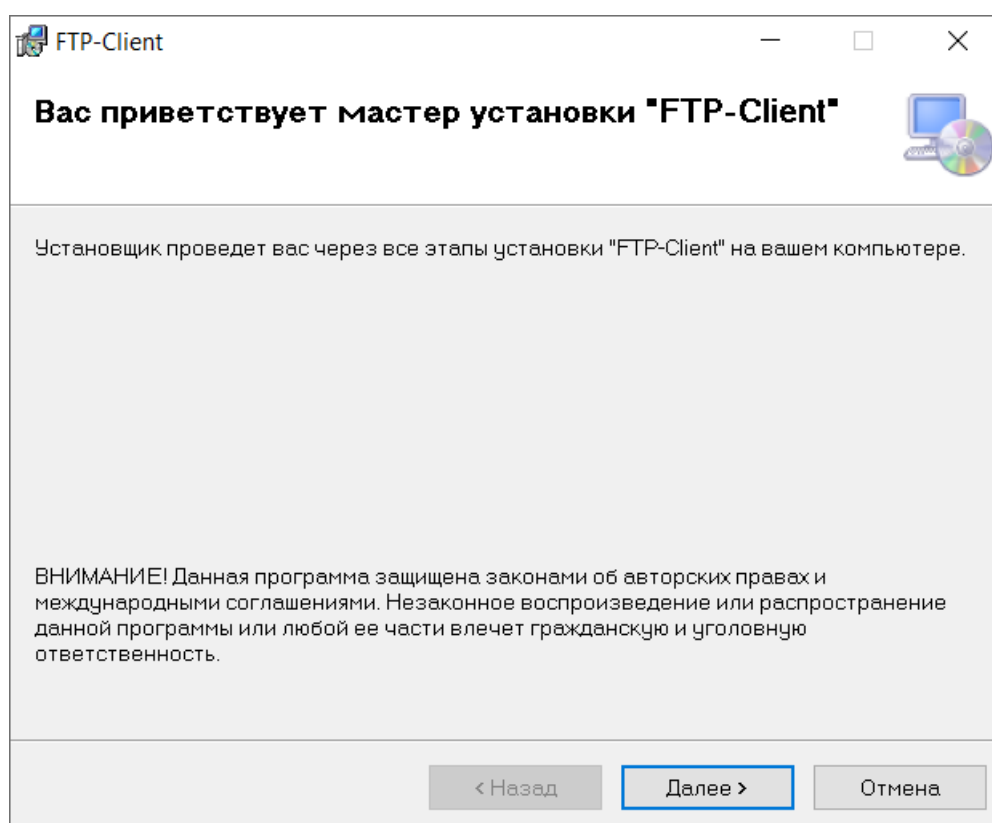 FTP-Client
Вас приветствует мастер установки "FTP-Client"
Установщик проведет вас через все этапы установки "FTP-Client" на вашем компьютере.
ВНИМАНИЕ! Данная программа защищена законами об авторских правах и
международными соглашениями. Незаконное воспроизведение или распространение
данной программы или любой ее части влечет гражданскую и уголовную
ответственность.
< Назад Далее > Отмена